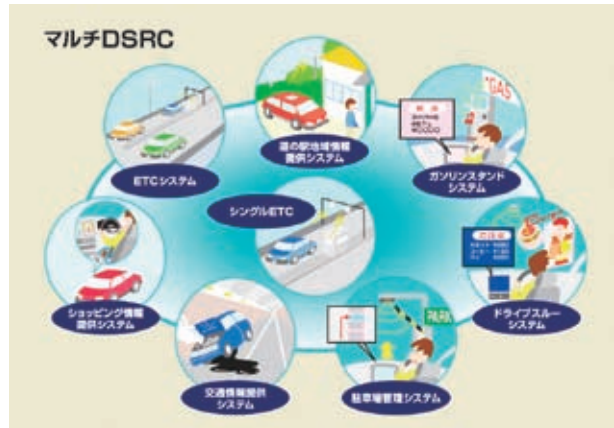 マルチDSRC
道の駅地域情報
提供システム
ETCシステム
GAS
ガソリンスタンド
システム
シングルETC
ショッピング情報
提供システム
ドライブスルー
システム
PARK
交通情報提供
システム
駐車場管理システム